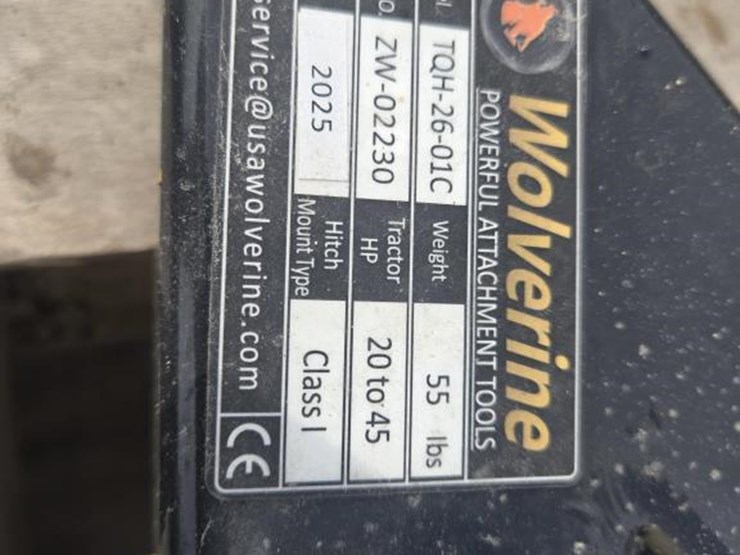 Wolverine
POWERFUL ATTACHMENT TOOLS
TQH-26-01C Weight 55 lbs
ZW-02230 Tractor HP 20 to 45
2025 Hitch Mount Type Class I
service@usawolverine.com CE